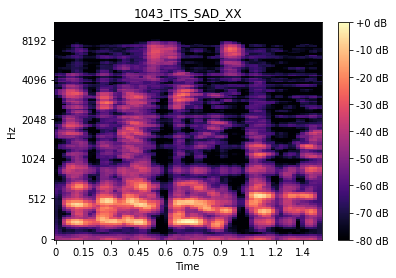 1043_ITS_SAD_XX
+0 dB
8192
-10 dB
4096
-20 dB
-30 dB
2048
Hz
-40 dB
1024
-50 dB
512
-60 dB
-70 dB
0
-80 dB
0 0.15 0.3 0.45 0.6 0.75 0.9 1.1 1.2 1.4
Time